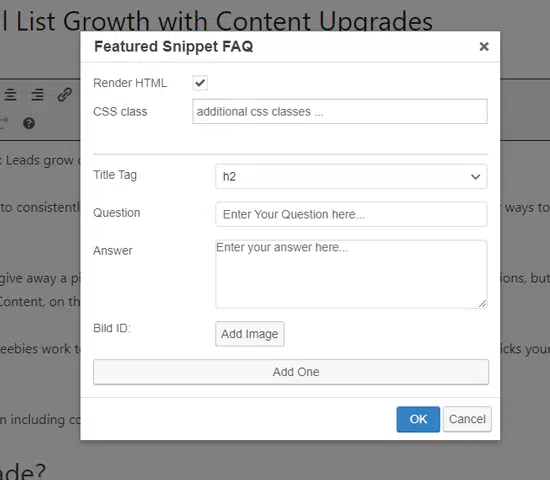 l List Growth with Content Upgrades
Featured Snippet FAQ
Render HTML
CSS class
additional css classes ...
: Leads grow
Title Tag
h2
to consistentl
ways to
Question
Enter Your Question here...
Answer
Enter your answer here...
give away a pi
ions, but
Content, on th
Bild ID:
Add Image
eebies work t
icks your
Add One
n including co
OK
Cancel
ade?